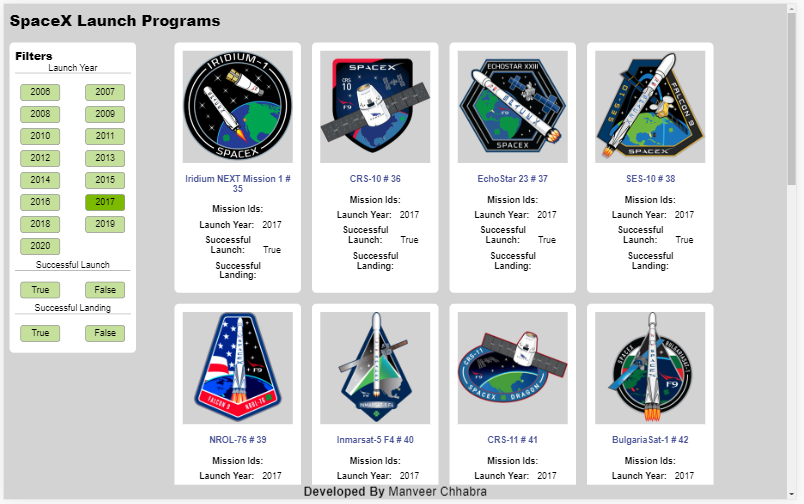 SpaceX Launch Programs
Filters
Launch Year
2006 2007
2008 2009
2010 2011
2012 2013
2014 2015
2016 2017
2018 2019
2020
Successful Launch
True False
Successful Landing
True False
IRIDIUM-1
SPACEX
Iridium NEXT Mission 1 #
35
Mission Ids:
Launch Year: 2017
Successful
Launch: True
Successful
Landing:
SPACEX
CRS
10
F9
CRS-10 # 36
Mission Ids:
Launch Year: 2017
Successful
Launch: True
Successful
Landing:
ECHOSTAR XXIII
F9
SPACEX
EchoStar 23 # 37
Mission Ids:
Launch Year: 2017
Successful
Launch: True
Successful
Landing:
SES-10
FALCON 9
SPACEX
SES-10 # 38
Mission Ids:
Launch Year: 2017
Successful
Launch: True
Successful
Landing:
F9
FALCON 9
NROL-76
NROL-76 # 39
Mission Ids:
Launch Year: 2017
Inmarsat-5 F4 # 40
Mission Ids:
Launch Year: 2017
CRS-11
F9
SPACEX DRAGON
CRS-11 # 41
Mission Ids:
Launch Year: 2017
SPACEX
BULGARIASAT-1
F9
BulgariaSat-1 # 42
Mission Ids:
Launch Year: 2017
Developed By Manveer Chhabra